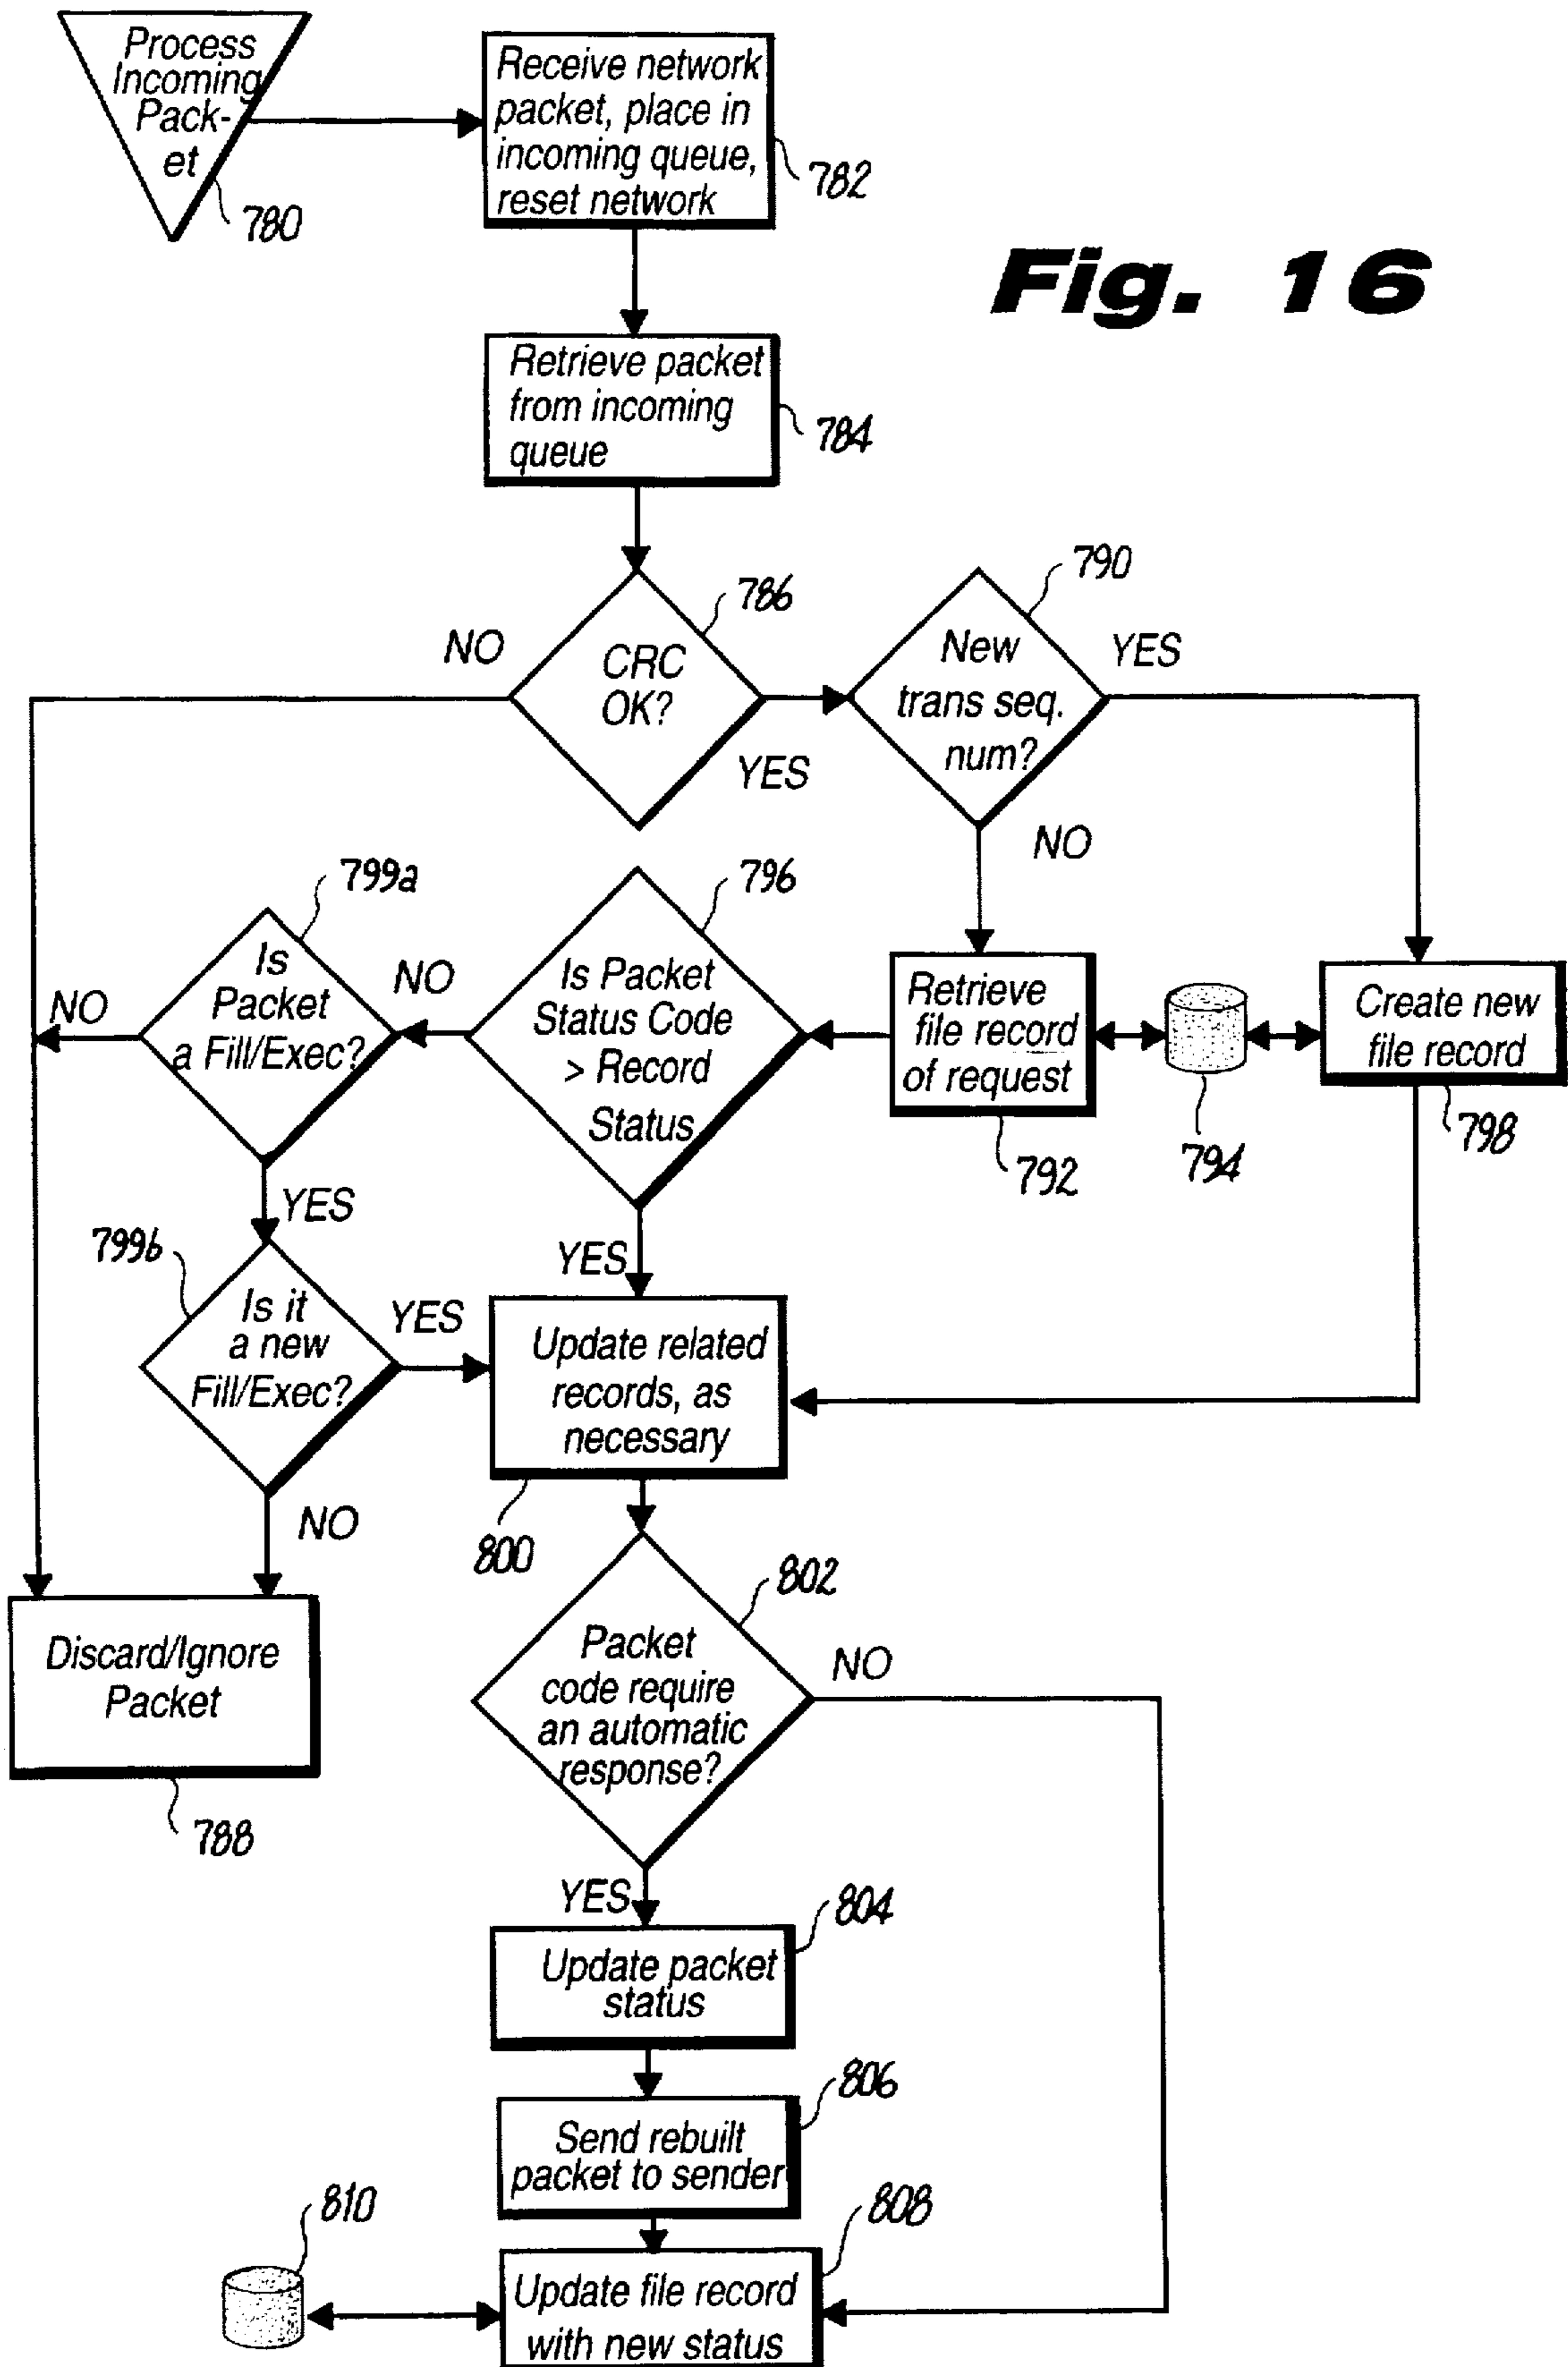 Process
Incoming
Pack-
et
780
Receive network
packet, place in
incoming queue,
reset network
782
Fig. 16
Retrieve packet
from incoming
queue
784
CRC
OK?
786
NO
YES
New
trans seq.
num?
790
YES
NO
Is
Packet
a Fill/Exec?
799a
NO
YES
Is Packet
Status Code
> Record
Status
796
NO
YES
Retrieve
file record
of request
792
794
Create new
file record
798
Is it
a new
Fill/Exec?
799b
YES
NO
Update related
records, as
necessary
800
Discard/Ignore
Packet
788
Packet
code require
an automatic
response?
802
NO
YES
Update packet
status
804
Send rebuilt
packet to sender
806
810
Update file record
with new status
808